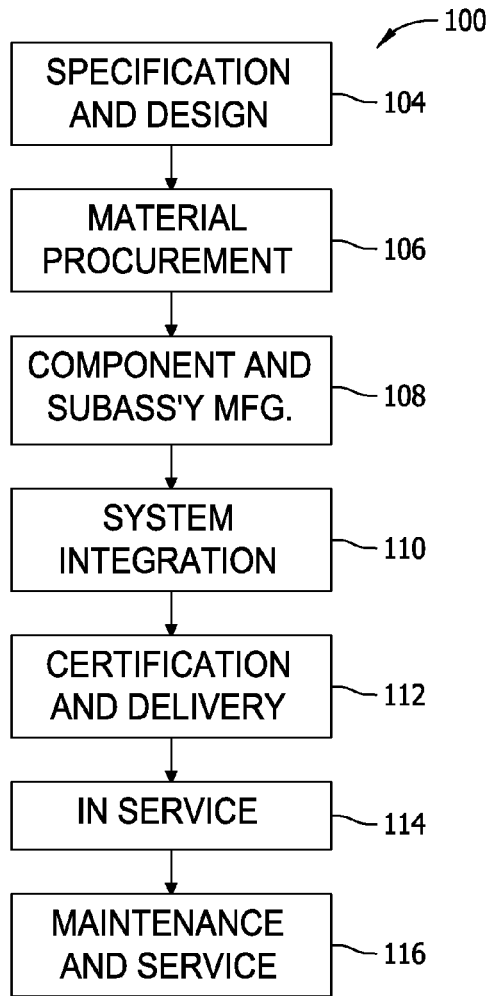 100
SPECIFICATION
AND DESIGN
104
MATERIAL
PROCUREMENT
106
COMPONENT AND
SUBASS'Y MFG.
108
SYSTEM
INTEGRATION
110
CERTIFICATION
AND DELIVERY
112
IN SERVICE
114
MAINTENANCE
AND SERVICE
116